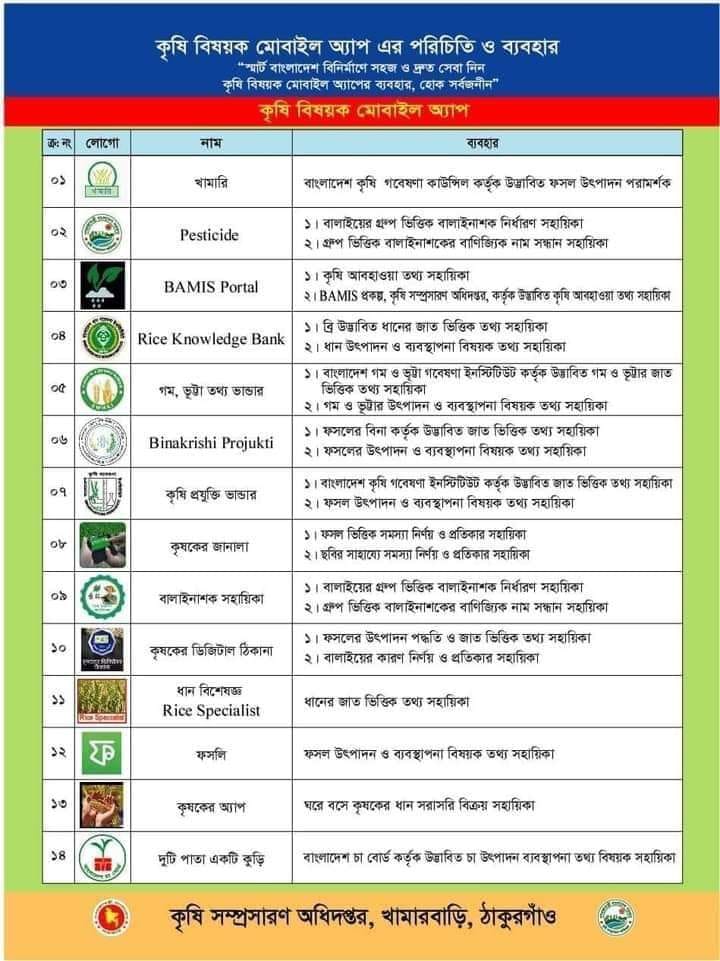 কৃষি বিষয়ক মোবাইল অ্যাপ এর পরিচিতি ও ব্যবহার
“স্মার্ট বাংলাদেশ বিনির্মাণে সহজ ও দ্রুত সেবা নিন
কৃষি বিষয়ক মোবাইল অ্যাপের ব্যবহার, হোক সর্বজনীন”
কৃষি বিষয়ক মোবাইল অ্যাপ
ক্র: নং লোগো নাম ব্যবহার
০১ খামারি খামারি বাংলাদেশ কৃষি গবেষণা কাউন্সিল কর্তৃক উদ্ভাবিত ফসল উৎপাদন পরামর্শক
০২ Pesticide ১। বালাইয়ের গ্রুপ ভিত্তিক বালাইনাশক নির্ধারণ সহায়িকা
২। গ্রুপ ভিত্তিক বালাইনাশকের বাণিজ্যিক নাম সন্ধান সহায়িকা
০৩ BAMIS Portal ১। কৃষি আবহাওয়া তথ্য সহায়িকা
২। BAMIS প্রকল্প, কৃষি সম্প্রসারণ অধিদপ্তর, কর্তৃক উদ্ভাবিত কৃষি আবহাওয়া তথ্য সহায়িকা
০৪ Rice Knowledge Bank ১। ব্রি উদ্ভাবিত ধানের জাত ভিত্তিক তথ্য সহায়িকা
২। ধান উৎপাদন ও ব্যবস্থাপনা বিষয়ক তথ্য সহায়িকা
০৫ গম, ভুট্টা তথ্য ভান্ডার ১। বাংলাদেশ গম ও ভূট্টা গবেষণা ইনস্টিটিউট কর্তৃক উদ্ভাবিত গম ও ভূট্টার জাত
ভিত্তিক তথ্য সহায়িকা
২। গম ও ভূট্টার উৎপাদন ও ব্যবস্থাপনা বিষয়ক তথ্য সহায়িকা
০৬ Binakrishi Projukti ১। ফসলের বিনা কর্তৃক উদ্ভাবিত জাত ভিত্তিক তথ্য সহায়িকা
২। ফসলের উৎপাদন ও ব্যবস্থাপনা বিষয়ক তথ্য সহায়িকা
০৭ কৃষি প্রযুক্তি ভান্ডার ১। বাংলাদেশ কৃষি গবেষণা ইনস্টিটিউট কর্তৃক উদ্ভাবিত জাত ভিত্তিক তথ্য সহায়িকা
২। ফসল উৎপাদন ও ব্যবস্থাপনা বিষয়ক তথ্য সহায়িকা
০৮ কৃষকের জানালা ১। ফসল ভিত্তিক সমস্যা নির্ণয় ও প্রতিকার সহায়িকা
২। ছবির সাহায্যে সমস্যা নির্ণয় ও প্রতিকার সহায়িকা
০৯ বালাইনাশক সহায়িকা ১। বালাইয়ের গ্রুপ ভিত্তিক বালাইনাশক নির্ধারণ সহায়িকা
২। গ্রুপ ভিত্তিক বালাইনাশকের বাণিজ্যিক নাম সন্ধান সহায়িকা
১০ কৃষকের ডিজিটাল ঠিকানা ১। ফসলের উৎপাদন পদ্ধতি ও জাত ভিত্তিক তথ্য সহায়িকা
২। বালাইয়ের কারণ নির্ণয় ও প্রতিকার সহায়িকা
১১ Rice Specialist ধান বিশেষজ্ঞ
Rice Specialist ধানের জাত ভিত্তিক তথ্য সহায়িকা
১২ ফ ফসলি ফসল উৎপাদন ও ব্যবস্থাপনা বিষয়ক তথ্য সহায়িকা
১৩ কৃষকের অ্যাপ ঘরে বসে কৃষকের ধান সরাসরি বিক্রয় সহায়িকা
১৪ দুটি পাতা একটি কুড়ি বাংলাদেশ চা বোর্ড কর্তৃক উদ্ভাবিত চা উৎপাদন ব্যবস্থাপনা তথ্য বিষয়ক সহায়িকা
কৃষি সম্প্রসারণ অধিদপ্তর, খামারবাড়ি, ঠাকুরগাঁও